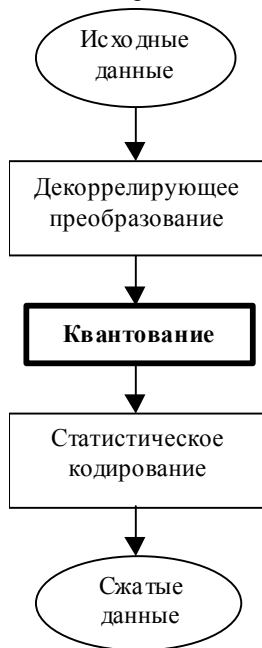 Исходные
данные
Декоррелирующее
преобразование
Квантование
Статистическое
кодирование
Сжатые
данные